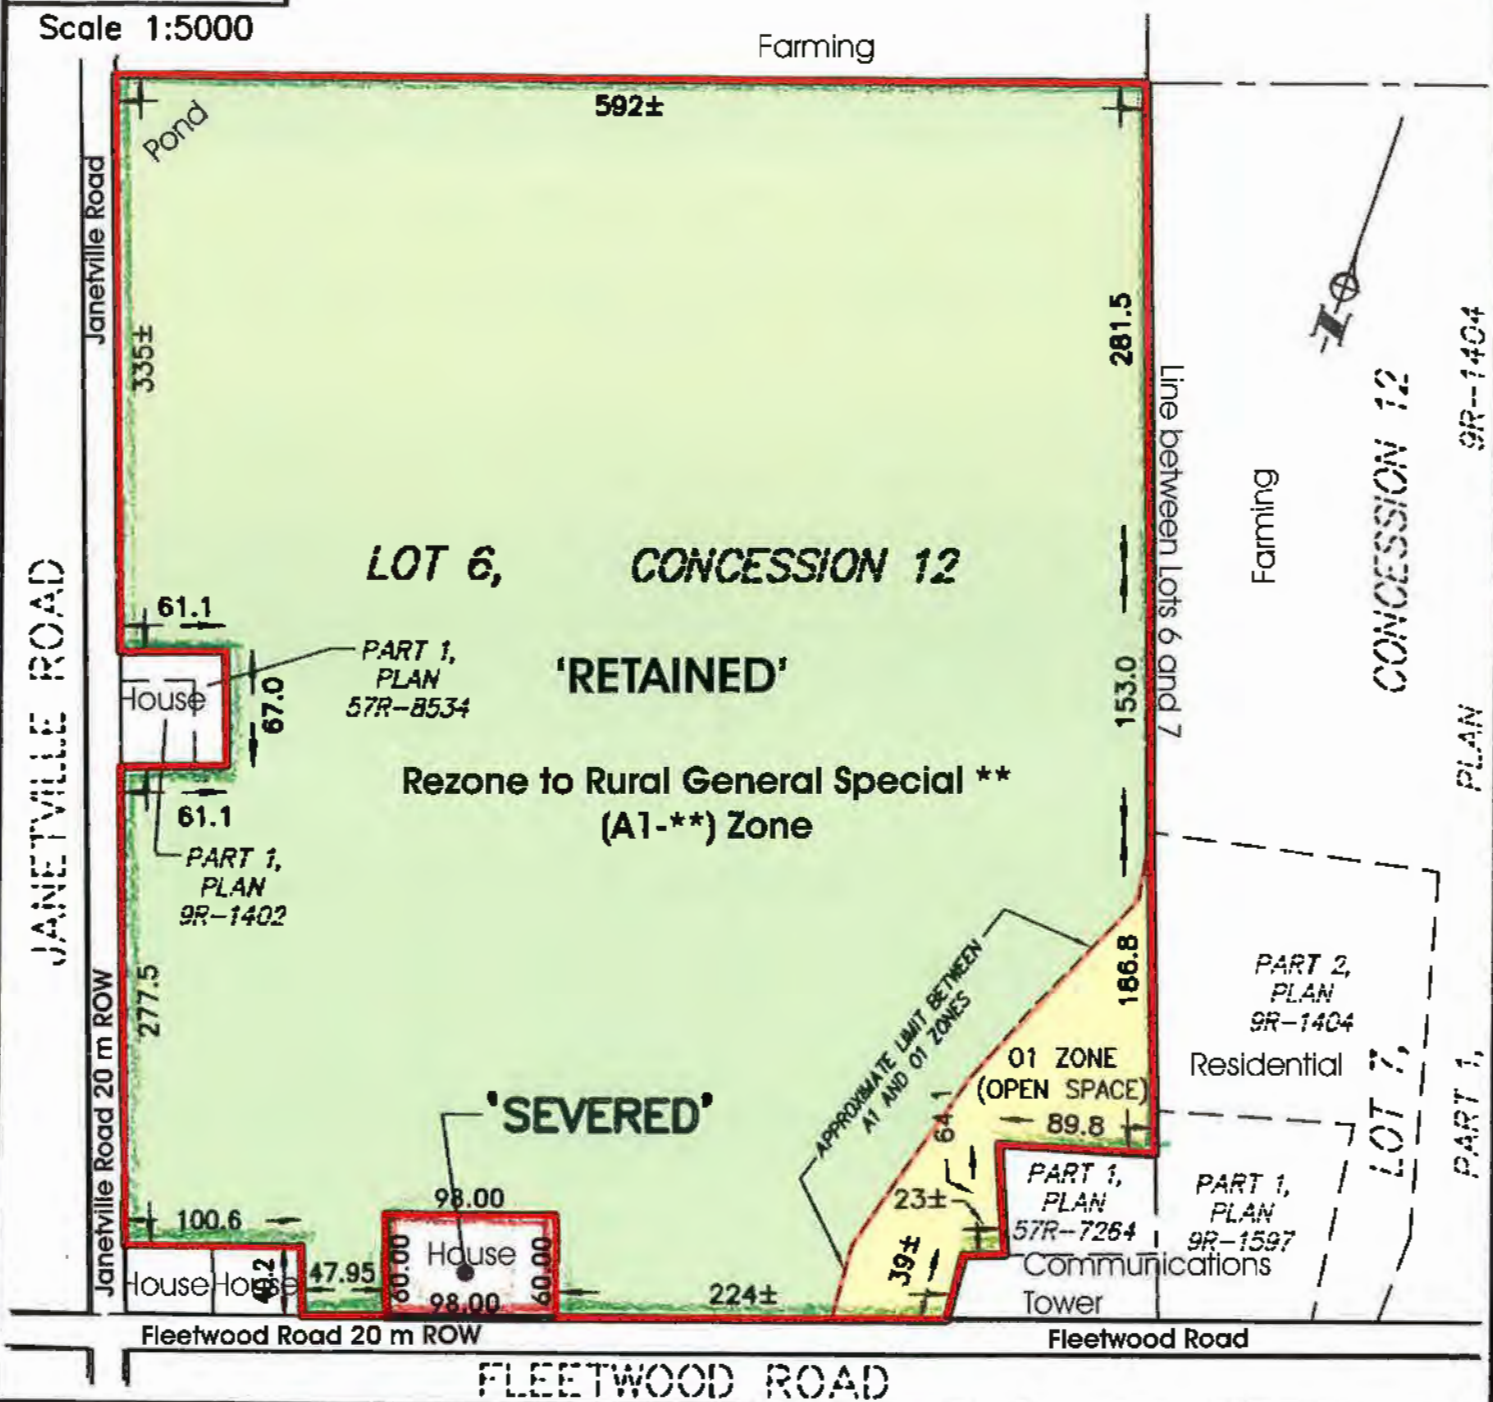 Scale 1:5000
Farming
592±
Pond
Janetville Road
335±
281.5
Line between Lots 6 and 7
Farming
CONCESSION 12
9R-1404
LOT 6, CONCESSION 12
61.1
PART 1,
PLAN
57R-8534
'RETAINED'
House
67.0
153.0
PLAN
JANETVILLE ROAD
Rezone to Rural General Special **
(A1-**) Zone
61.1
PART 1,
PLAN
9R-1402
277.5
Janetville Road 20 m ROW
APPROXIMATE LIMIT BETWEEN
A1 AND O1 ZONES
186.8
O1 ZONE
(OPEN SPACE)
PART 2,
PLAN
9R-1404
Residential
LOT 7,
PART 1,
'SEVERED'
64.1
89.8
98.00
100.6
23±
PART 1,
PLAN
57R-7264
PART 1,
PLAN
9R-1597
House
60.00
60.00
39±
Communications
Tower
House
House
40.2
47.95
98.00
224±
Fleetwood Road 20 m ROW
Fleetwood Road
FLEETWOOD ROAD